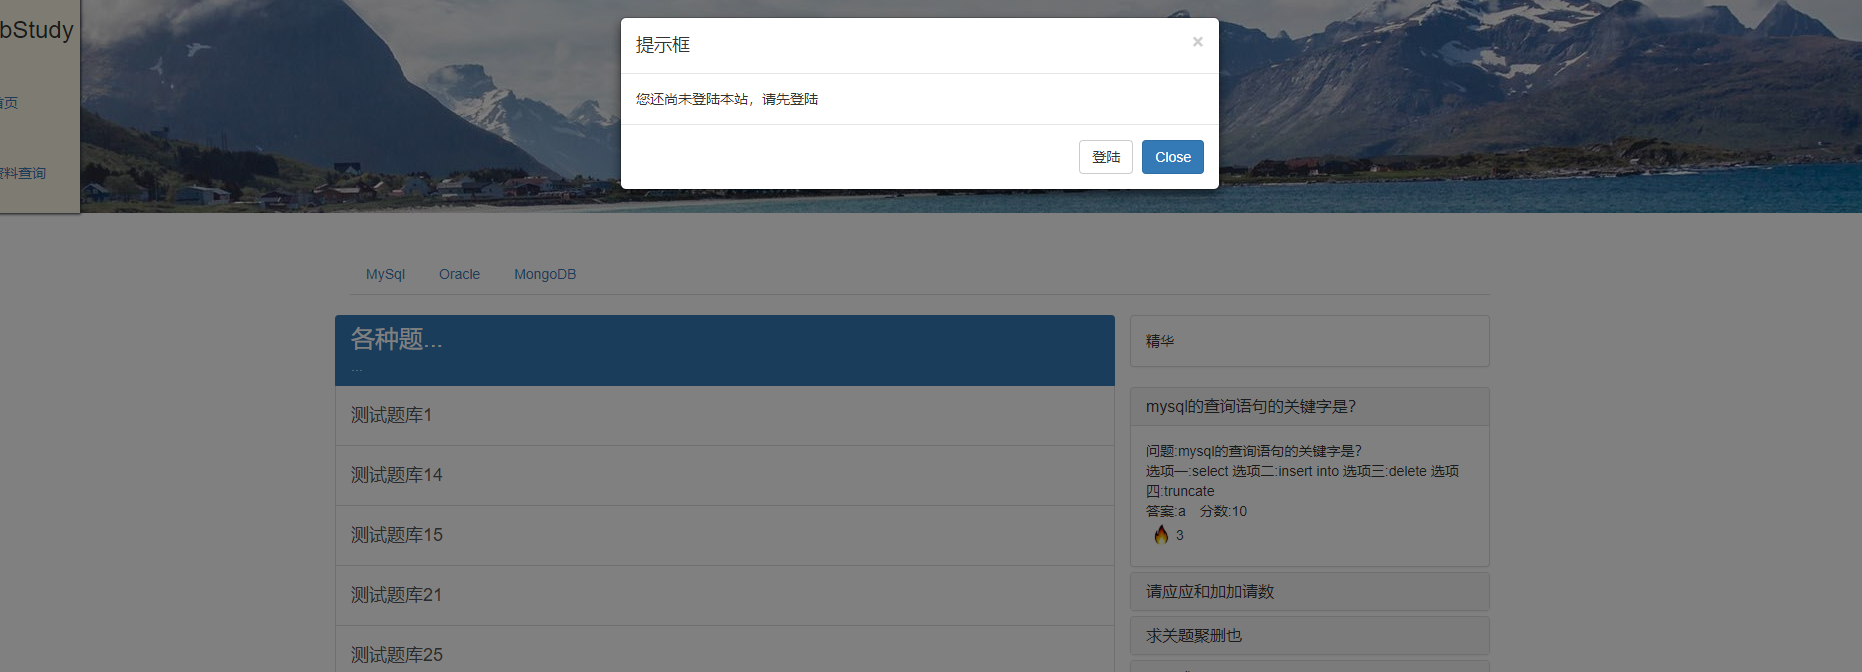 bStudy
首页
资料查询
提示框
×
您还尚未登陆本站，请先登陆
登陆 Close
MySql Oracle MongoDB
各种题...
...
测试题库1
测试题库14
测试题库15
测试题库21
测试题库25
精华
mysql的查询语句的关键字是?
问题:mysql的查询语句的关键字是?
选项一:select 选项二:insert into 选项三:delete 选项
四:truncate
答案:a 分数:10
3
请应应和加加请数
求关题聚删也